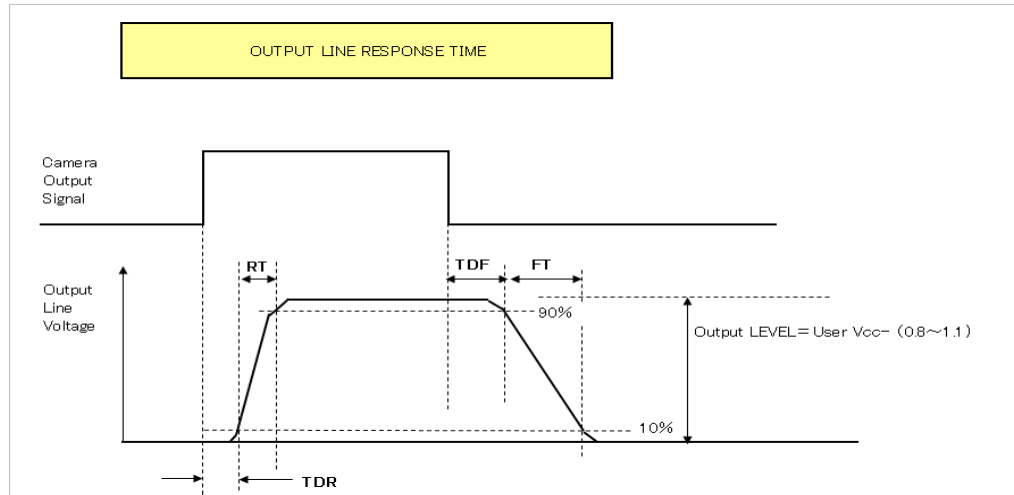 OUTPUT LINE RESPONSE TIME
Camera
Output
Signal
RT
TDF
FT
Output
Line
Voltage
90%
Output LEVEL=User Vcc-（0.8～1.1）
10%
TDR